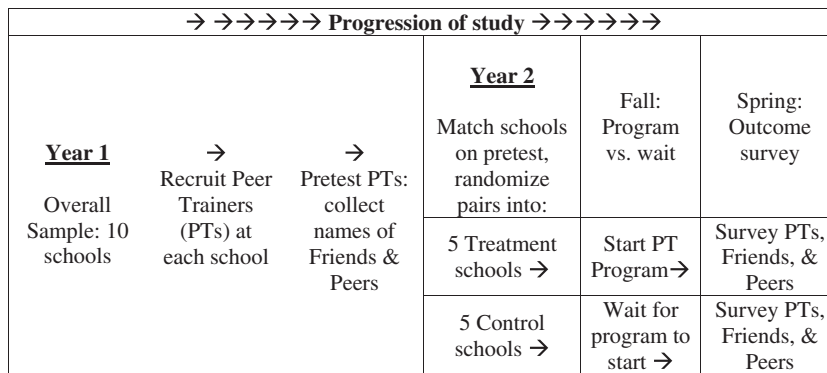 → →→→→→ Progression of study →→→→→→
Year 1
Overall
Sample: 10
schools
→
Recruit Peer
Trainers
(PTs) at
each school
→
Pretest PTs:
collect
names of
Friends &
Peers
Year 2
Match schools
on pretest,
randomize
pairs into:
Fall:
Program
vs. wait
Spring:
Outcome
survey
5 Treatment
schools →
Start PT
Program→
Survey PTs,
Friends, &
Peers
5 Control
schools →
Wait for
program to
start →
Survey PTs,
Friends, &
Peers